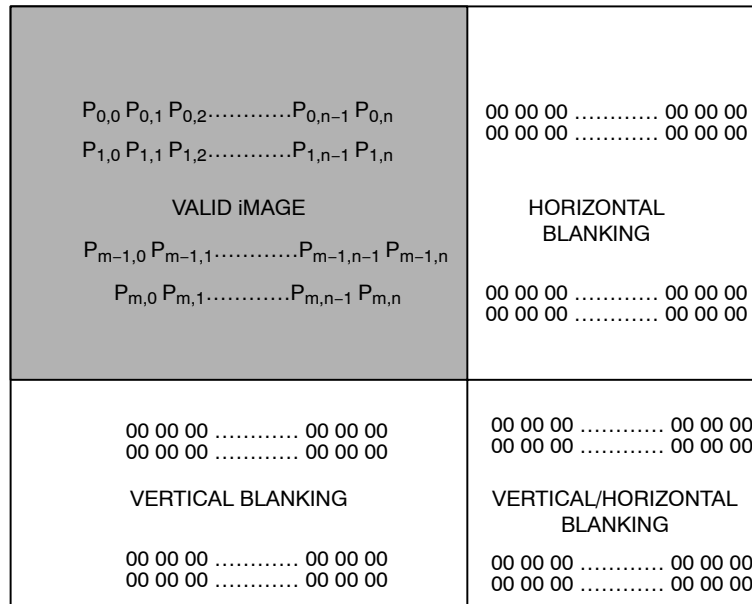 P0,0 P0,1 P0,2............P0,n−1 P0,n
P1,0 P1,1 P1,2............P1,n−1 P1,n
VALID iMAGE
Pm−1,0 Pm−1,1............Pm−1,n−1 Pm−1,n
Pm,0 Pm,1............Pm,n−1 Pm,n
00 00 00 ............ 00 00 00
00 00 00 ............ 00 00 00
HORIZONTAL
BLANKING
00 00 00 ............ 00 00 00
00 00 00 ............ 00 00 00
00 00 00 ............ 00 00 00
00 00 00 ............ 00 00 00
VERTICAL BLANKING
00 00 00 ............ 00 00 00
00 00 00 ............ 00 00 00
00 00 00 ............ 00 00 00
00 00 00 ............ 00 00 00
VERTICAL/HORIZONTAL
BLANKING
00 00 00 ............ 00 00 00
00 00 00 ............ 00 00 00